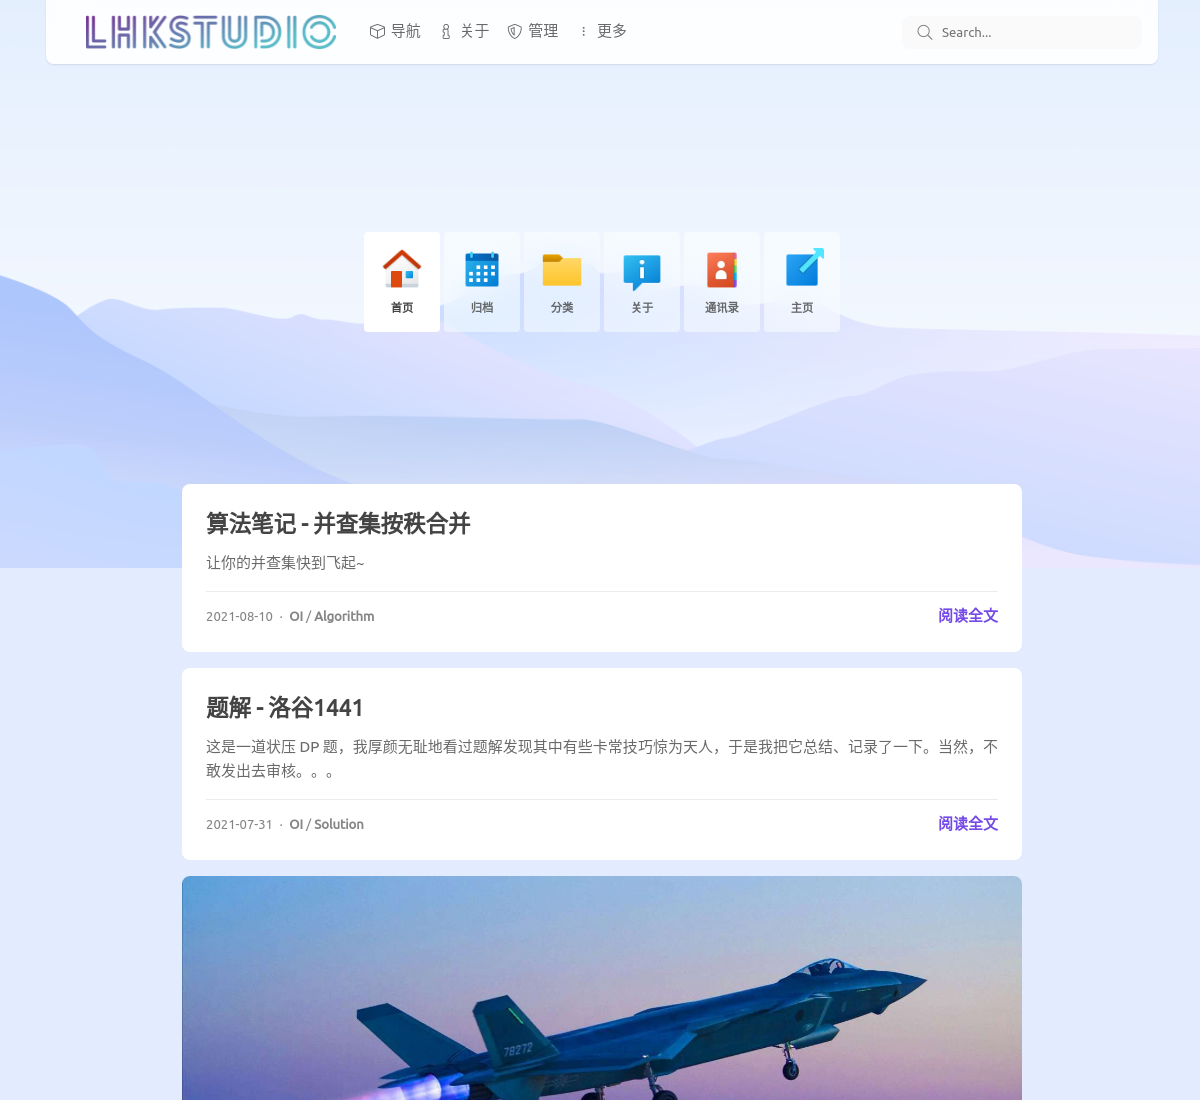 LHKSTUDIO
导航
关于
管理
更多
Search...
首页
归档
分类
关于
通讯录
主页
算法笔记 - 并查集按秩合并
让你的并查集快到飞起~
2021-08-10 · OI / Algorithm
阅读全文
题解 - 洛谷1441
这是一道状压 DP 题，我厚颜无耻地看过题解发现其中有些卡常技巧惊为天人，于是我把它总结、记录了一下。当然，不
敢发出去审核。。。
2021-07-31 · OI / Solution
阅读全文
78272